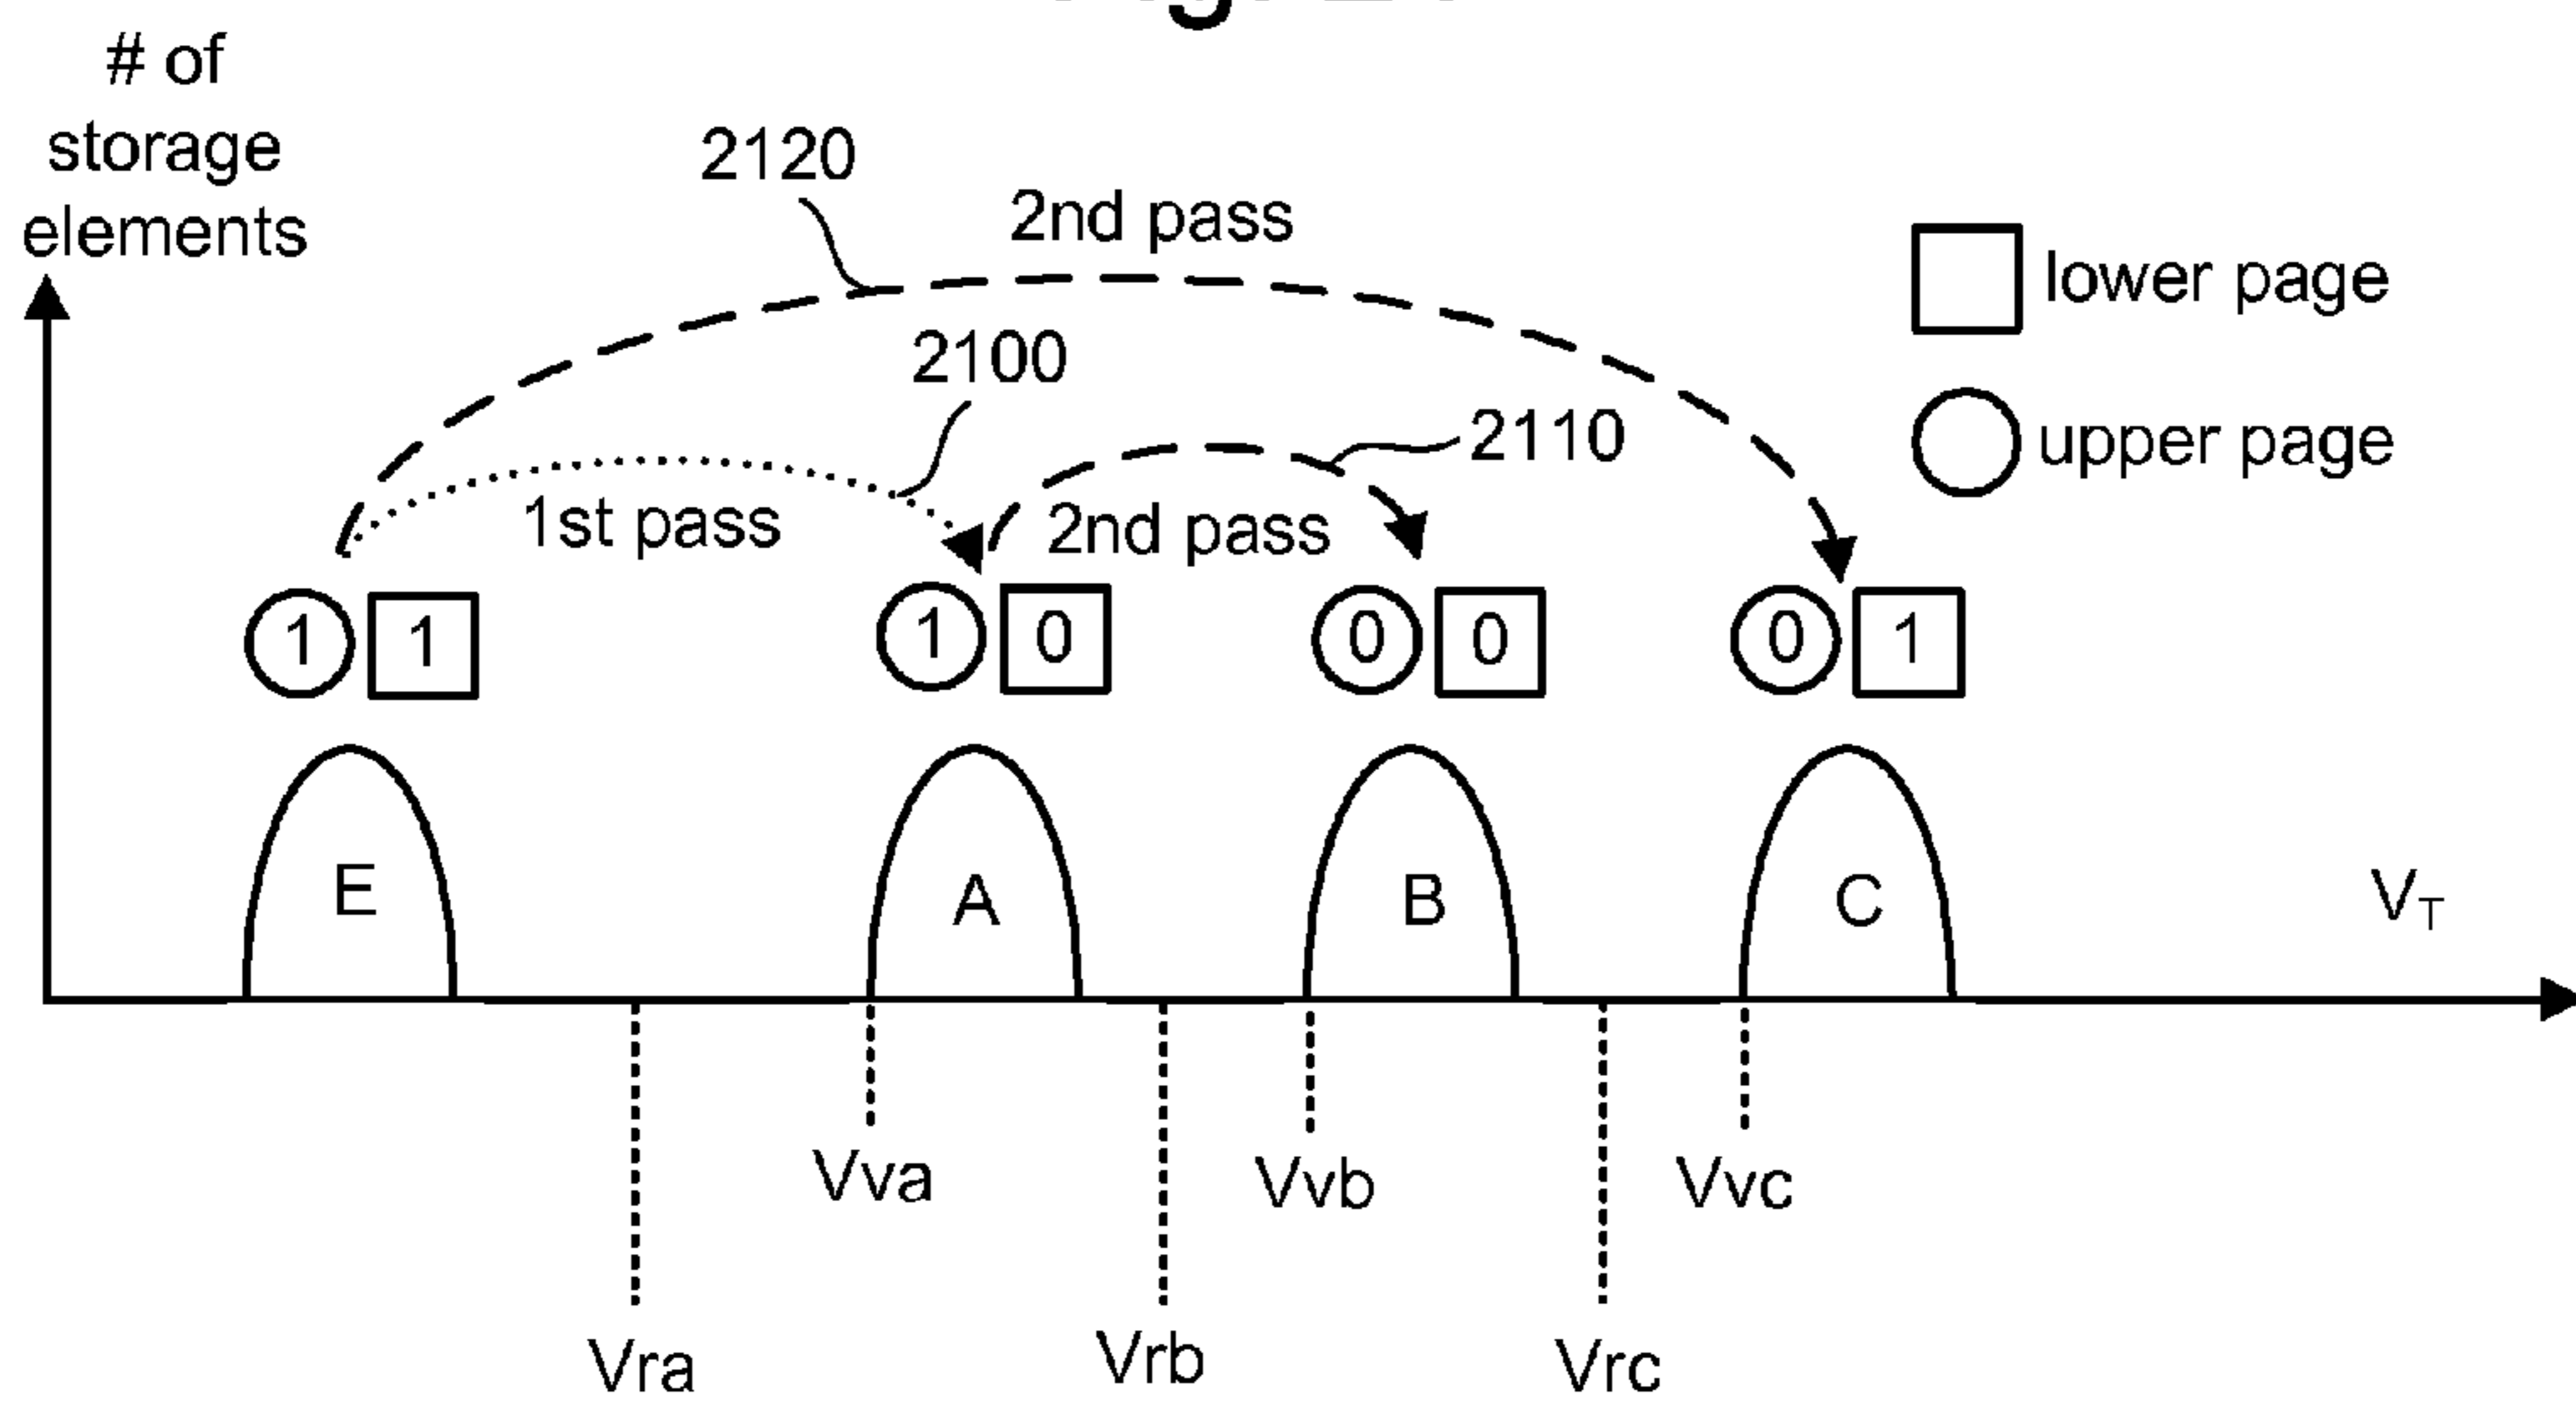 # of
storage
elements
2120
2nd pass
lower page
2100
2110
upper page
1st pass
2nd pass
1 1
1 0
0 0
0 1
E
A
B
C
VT
Vva
Vvb
Vvc
Vra
Vrb
Vrc